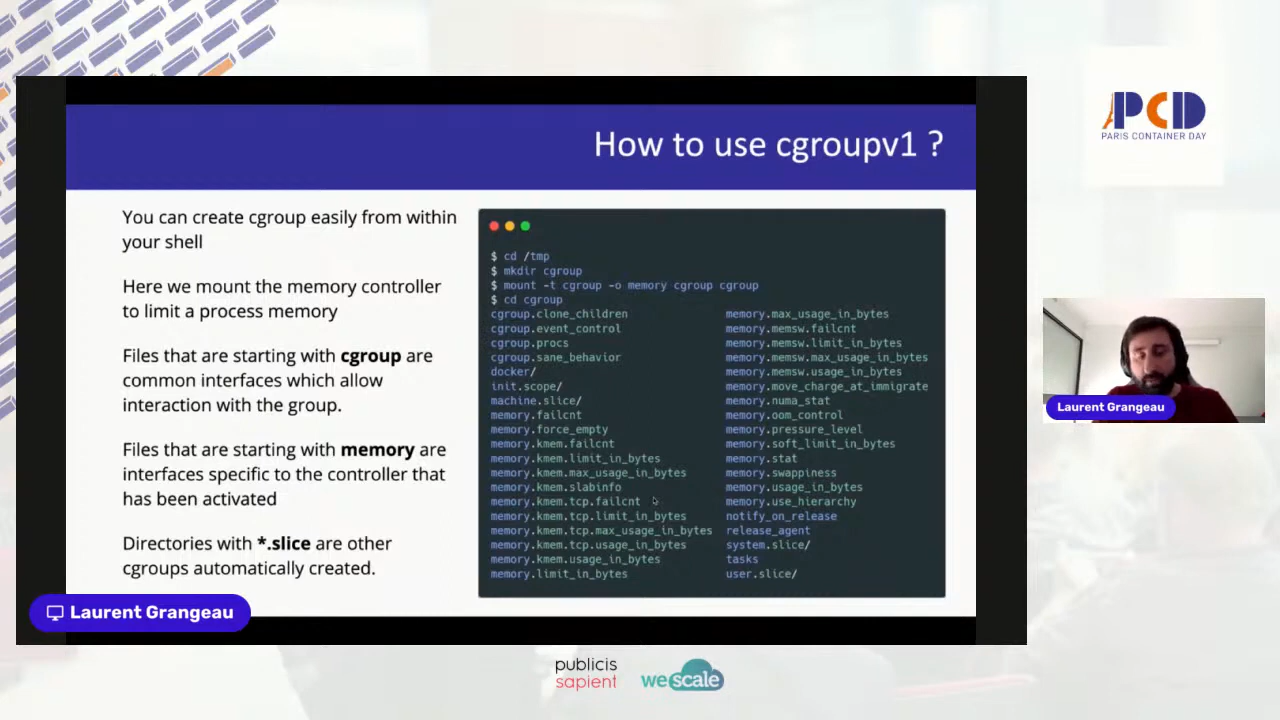 PCD
PARIS CONTAINER DAY
How to use cgroupv1 ?
You can create cgroup easily from within
your shell
Here we mount the memory controller
to limit a process memory
Files that are starting with cgroup are
common interfaces which allow
interaction with the group.
Files that are starting with memory are
interfaces specific to the controller that
has been activated
Directories with *.slice are other
cgroups automatically created.
$ cd /tmp
$ mkdir cgroup
$ mount -t cgroup -o memory cgroup cgroup
$ cd cgroup
cgroup.clone_children memory.max_usage_in_bytes
cgroup.event_control memory.memsw.failcnt
cgroup.procs memory.memsw.limit_in_bytes
cgroup.sane_behavior memory.memsw.max_usage_in_bytes
docker/ memory.memsw.usage_in_bytes
init.scope/ memory.move_charge_at_immigrate
machine.slice/ memory.numa_stat
memory.failcnt memory.oom_control
memory.force_empty memory.pressure_level
memory.kmem.failcnt memory.soft_limit_in_bytes
memory.kmem.limit_in_bytes memory.stat
memory.kmem.max_usage_in_bytes memory.swappiness
memory.kmem.slabinfo memory.usage_in_bytes
memory.kmem.tcp.failcnt memory.use_hierarchy
memory.kmem.tcp.limit_in_bytes notify_on_release
memory.kmem.tcp.max_usage_in_bytes release_agent
memory.kmem.tcp.usage_in_bytes system.slice/
memory.kmem.usage_in_bytes tasks
memory.limit_in_bytes user.slice/
Laurent Grangeau
Laurent Grangeau
publicis
sapient
wescale